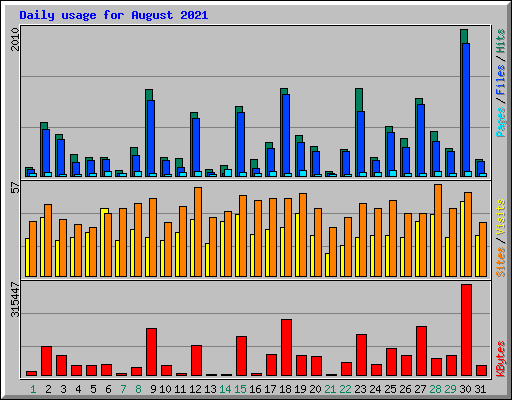 Daily usage for August 2021
2010
57
315447
Pages / Files / Hits
Sites / Visits
KBytes
1 2 3 4 5 6 7 8 9 10 11 12 13 14 15 16 17 18 19 20 21 22 23 24 25 26 27 28 29 30 31